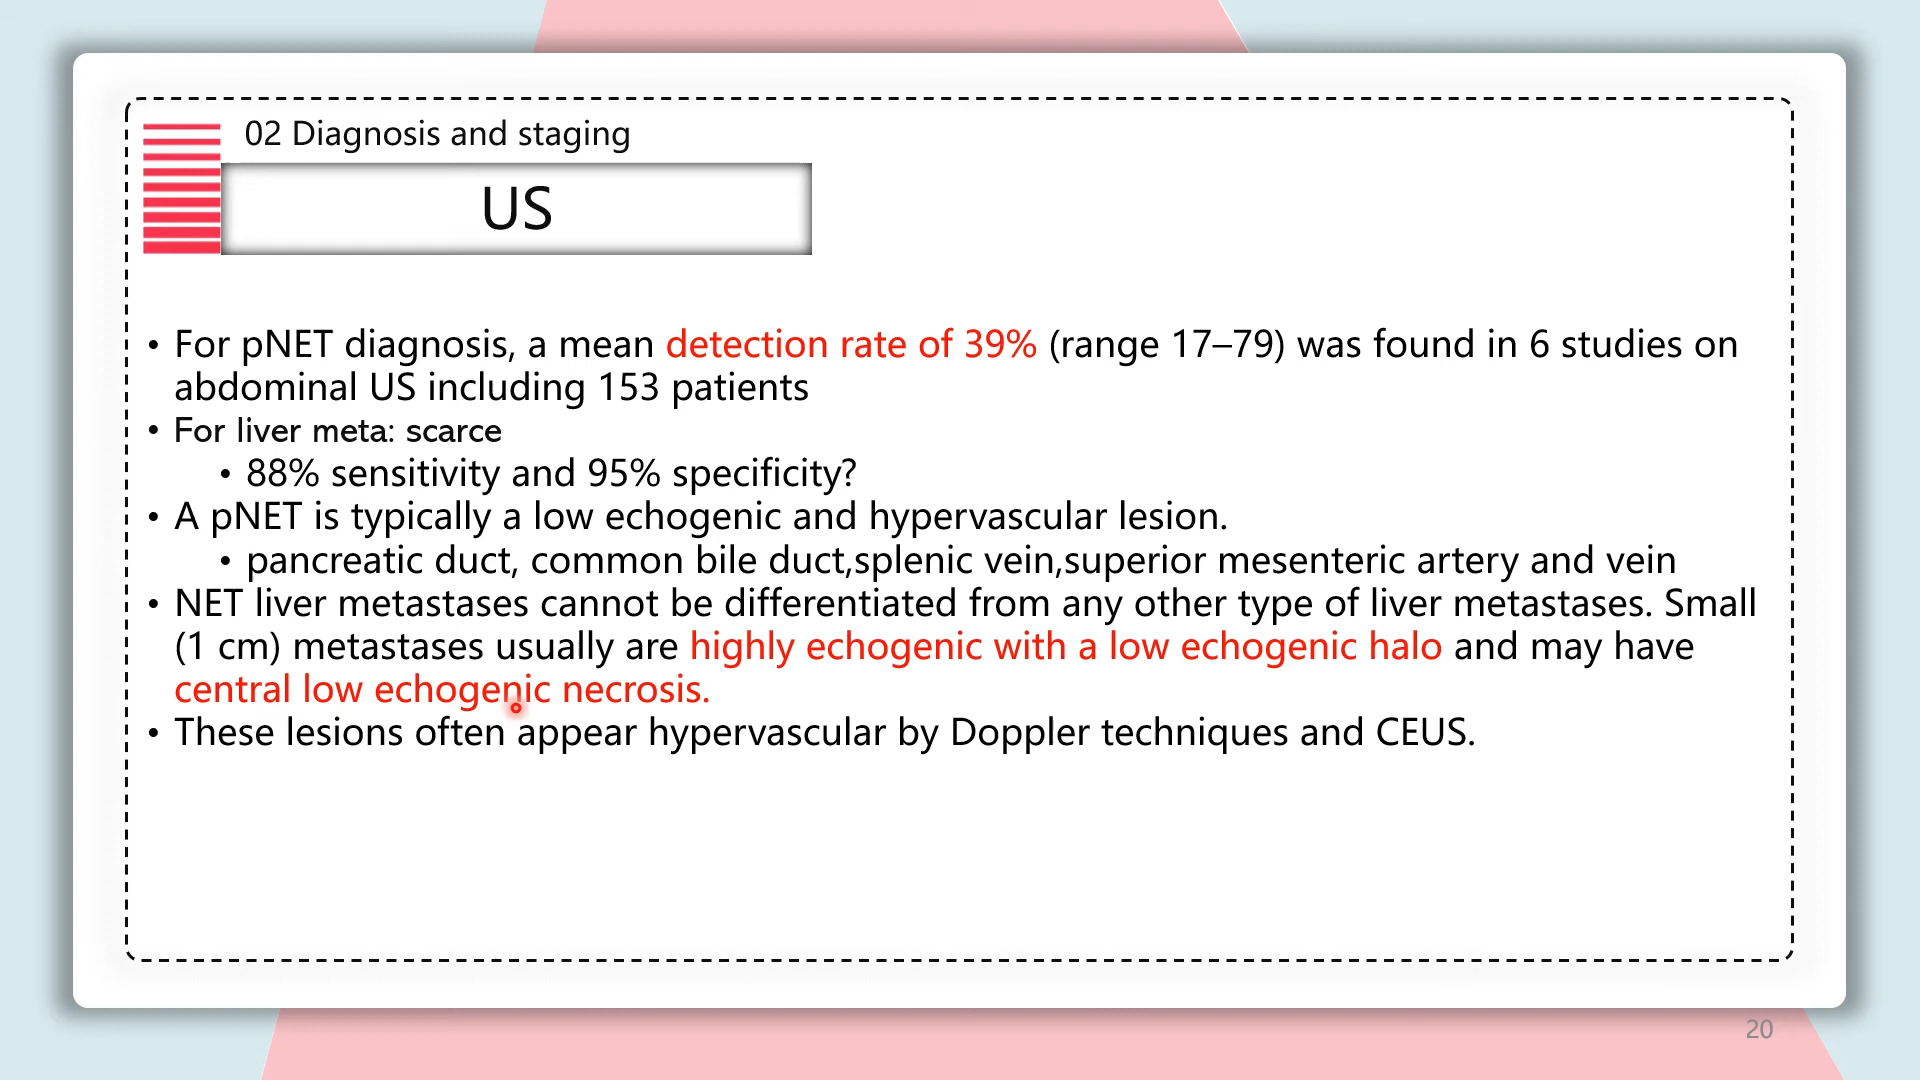 02 Diagnosis and staging
US
• For pNET diagnosis, a mean detection rate of 39% (range 17–79) was found in 6 studies on
abdominal US including 153 patients
• For liver meta: scarce
• 88% sensitivity and 95% specificity?
• A pNET is typically a low echogenic and hypervascular lesion.
• pancreatic duct, common bile duct,splenic vein,superior mesenteric artery and vein
• NET liver metastases cannot be differentiated from any other type of liver metastases. Small
(1 cm) metastases usually are highly echogenic with a low echogenic halo and may have
central low echogenic necrosis.
• These lesions often appear hypervascular by Doppler techniques and CEUS.
20